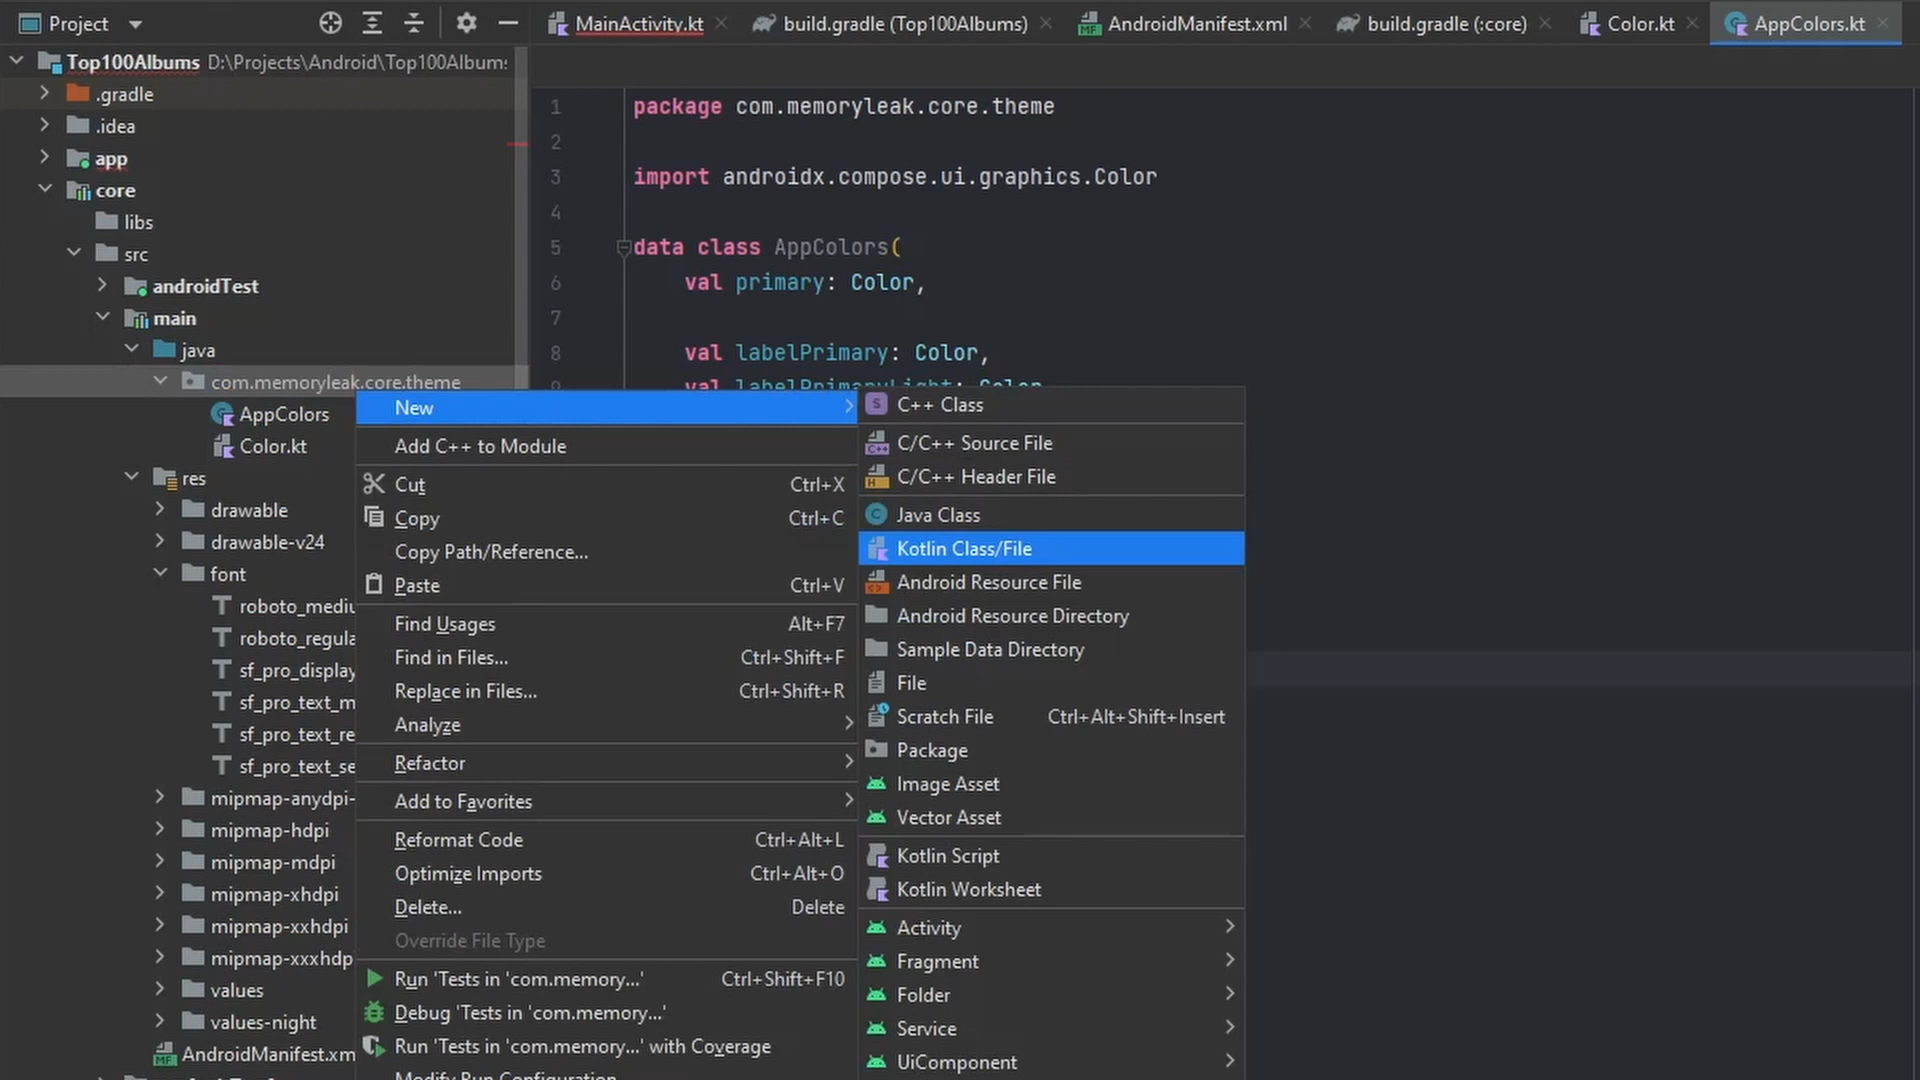 Project
MainActivity.kt
build.gradle (Top100Albums)
AndroidManifest.xml
build.gradle (:core)
Color.kt
AppColors.kt
Top100Albums D:\Projects\Android\Top100Albums
.gradle
.idea
app
core
libs
src
androidTest
main
java
com.memoryleak.core.theme
AppColors
Color.kt
res
drawable
drawable-v24
font
roboto_mediu
roboto_regula
sf_pro_display
sf_pro_text_m
sf_pro_text_re
sf_pro_text_se
mipmap-anydpi-
mipmap-hdpi
mipmap-mdpi
mipmap-xhdpi
mipmap-xxhdpi
mipmap-xxxhdp
values
values-night
AndroidManifest.xm
1 package com.memoryleak.core.theme
2
3 import androidx.compose.ui.graphics.Color
4
5 data class AppColors(
6 val primary: Color,
7
8 val labelPrimary: Color,
9 val labelPrimaryLight: Color
New
Add C++ to Module
Cut Ctrl+X
Copy Ctrl+C
Copy Path/Reference...
Paste Ctrl+V
Find Usages Alt+F7
Find in Files... Ctrl+Shift+F
Replace in Files... Ctrl+Shift+R
Analyze
Refactor
Add to Favorites
Reformat Code Ctrl+Alt+L
Optimize Imports Ctrl+Alt+O
Delete... Delete
Override File Type
Run 'Tests in 'com.memory...' Ctrl+Shift+F10
Debug 'Tests in 'com.memory...'
Run 'Tests in 'com.memory...' with Coverage
Modify Run Configuration
C++ Class
C/C++ Source File
C/C++ Header File
Java Class
Kotlin Class/File
Android Resource File
Android Resource Directory
Sample Data Directory
File
Scratch File Ctrl+Alt+Shift+Insert
Package
Image Asset
Vector Asset
Kotlin Script
Kotlin Worksheet
Activity
Fragment
Folder
Service
UiComponent